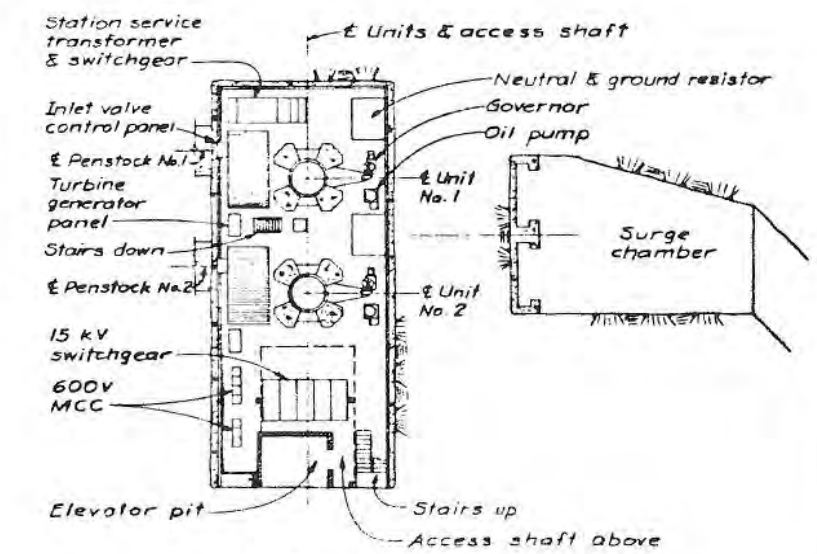 Station service
transformer
& switchgear
℄ Units & access shaft
Neutral & ground resistor
Governor
Oil pump
Inlet valve
control panel
℄ Penstock No.1
Turbine
generator
panel
Stairs down
℄ Penstock No.2
℄ Unit
No. 1
Surge
chamber
℄ Unit
No. 2
15 kV
switchgear
600V
MCC
Elevator pit
Stairs up
Access shaft above